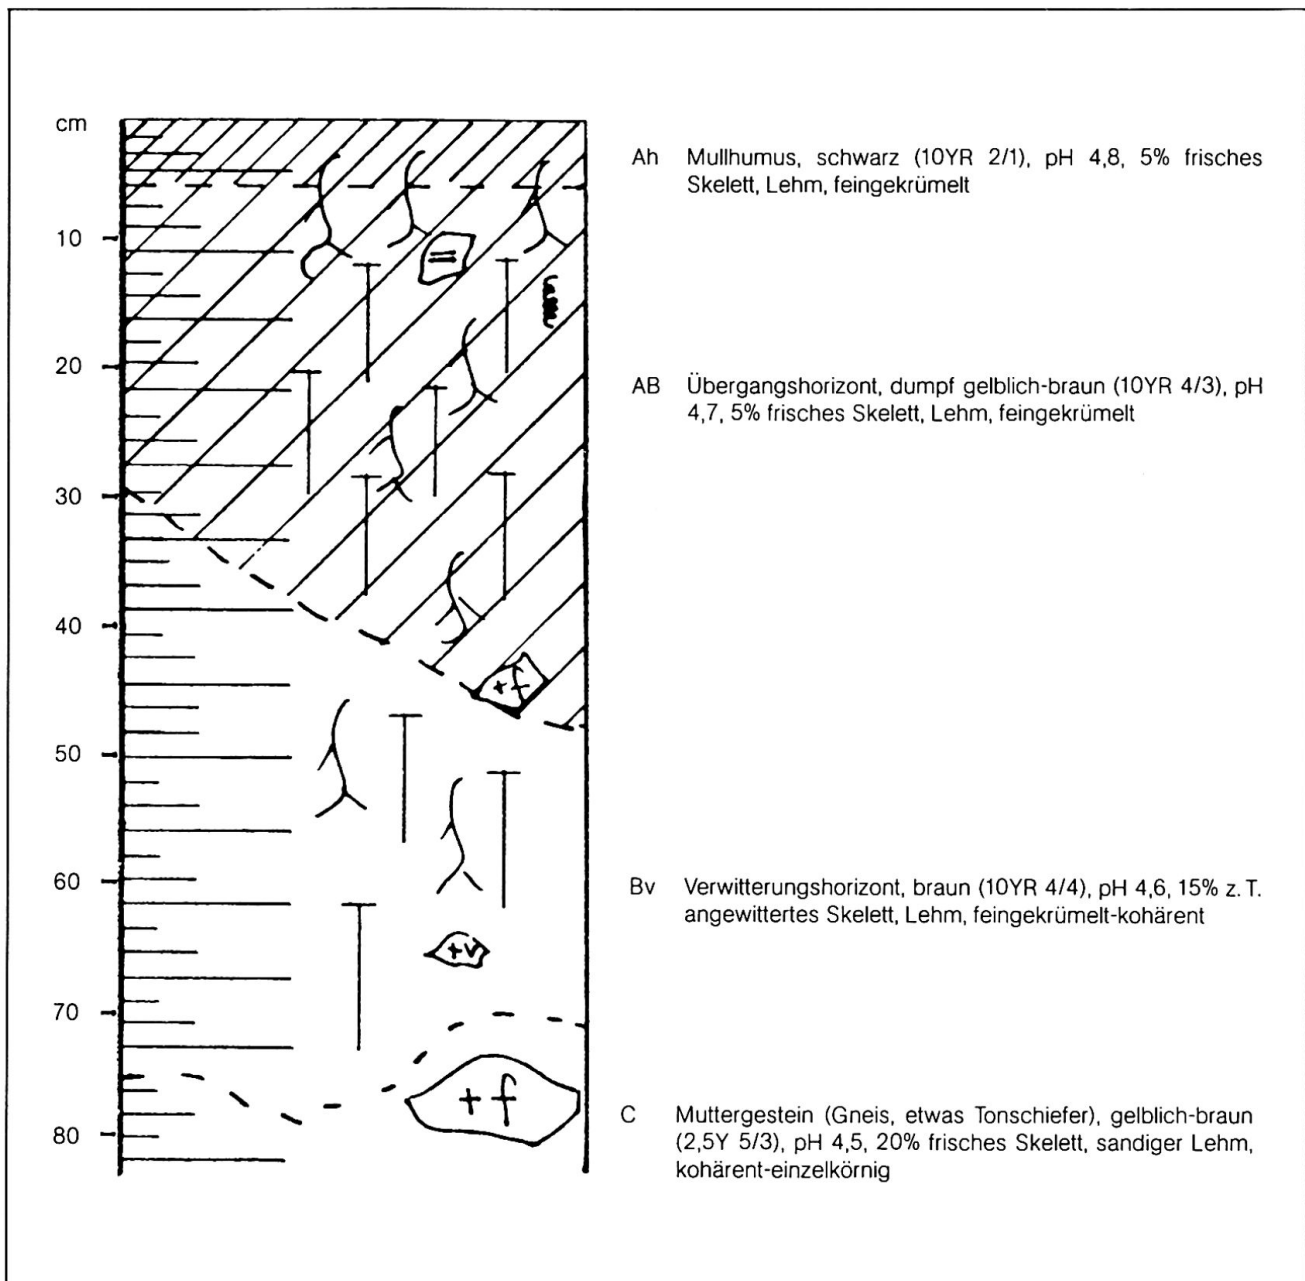 cm
Ah Mullhumus, schwarz (10YR 2/1), pH 4,8, 5% frisches
Skelett, Lehm, feingekrümelt
10
20
AB Übergangshorizont, dumpf gelblich-braun (10YR 4/3), pH
4,7, 5% frisches Skelett, Lehm, feingekrümelt
30
40
+f
50
60
Bv Verwitterungshorizont, braun (10YR 4/4), pH 4,6, 15% z.T.
angewittertes Skelett, Lehm, feingekrümelt-kohärent
+v
70
+f
80
C Muttergestein (Gneis, etwas Tonschiefer), gelblich-braun
(2,5Y 5/3), pH 4,5, 20% frisches Skelett, sandiger Lehm,
kohärent-einzelkörnig